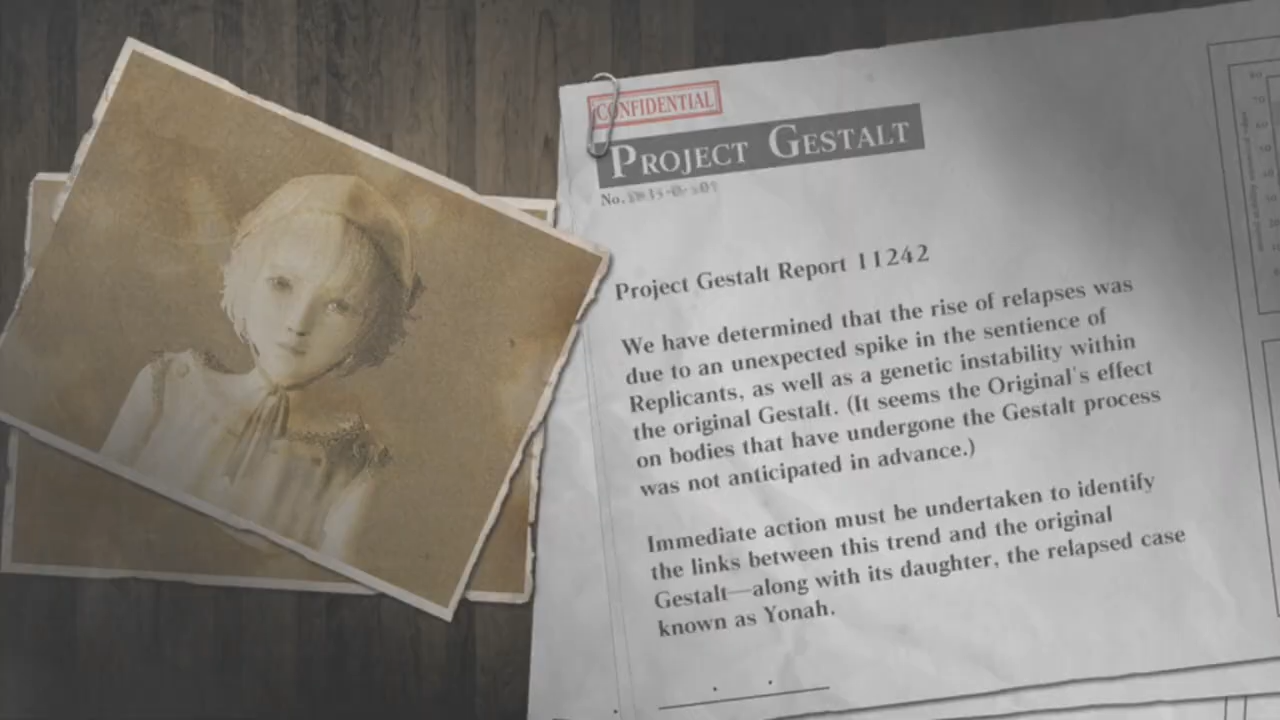 CONFIDENTIAL
PROJECT GESTALT
No.
Project Gestalt Report 11242
We have determined that the rise of relapses was
due to an unexpected spike in the sentience of
Replicants, as well as a genetic instability within
the original Gestalt. (It seems the Original's effect
on bodies that have undergone the Gestalt process
was not anticipated in advance.)
Immediate action must be undertaken to identify
the links between this trend and the original
Gestalt—along with its daughter, the relapsed case
known as Yonah.